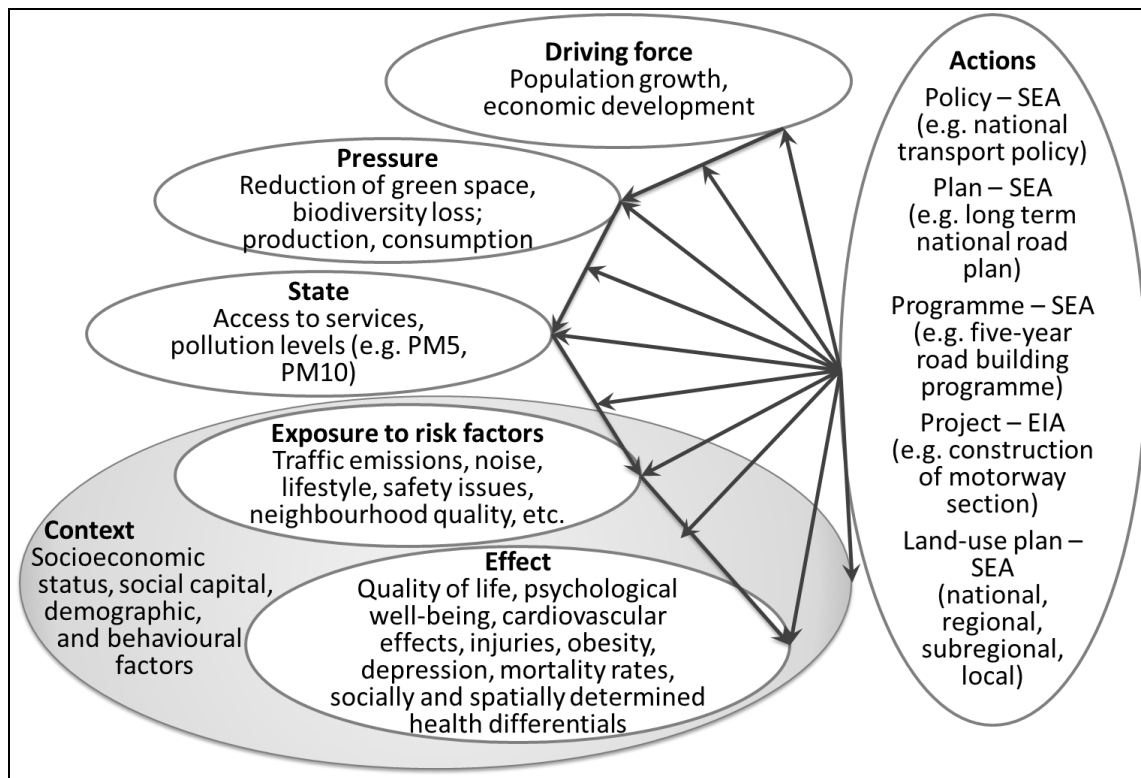 Driving force
Population growth,
economic development
Pressure
Reduction of green space,
biodiversity loss;
production, consumption
State
Access to services,
pollution levels (e.g. PM5,
PM10)
Exposure to risk factors
Traffic emissions, noise,
lifestyle, safety issues,
neighbourhood quality, etc.
Context
Socioeconomic
status, social capital,
demographic,
and behavioural
factors
Effect
Quality of life, psychological
well-being, cardiovascular
effects, injuries, obesity,
depression, mortality rates,
socially and spatially determined
health differentials
Actions
Policy – SEA
(e.g. national
transport policy)
Plan – SEA
(e.g. long term
national road
plan)
Programme – SEA
(e.g. five-year
road building
programme)
Project – EIA
(e.g. construction
of motorway
section)
Land-use plan –
SEA
(national,
regional,
subregional,
local)